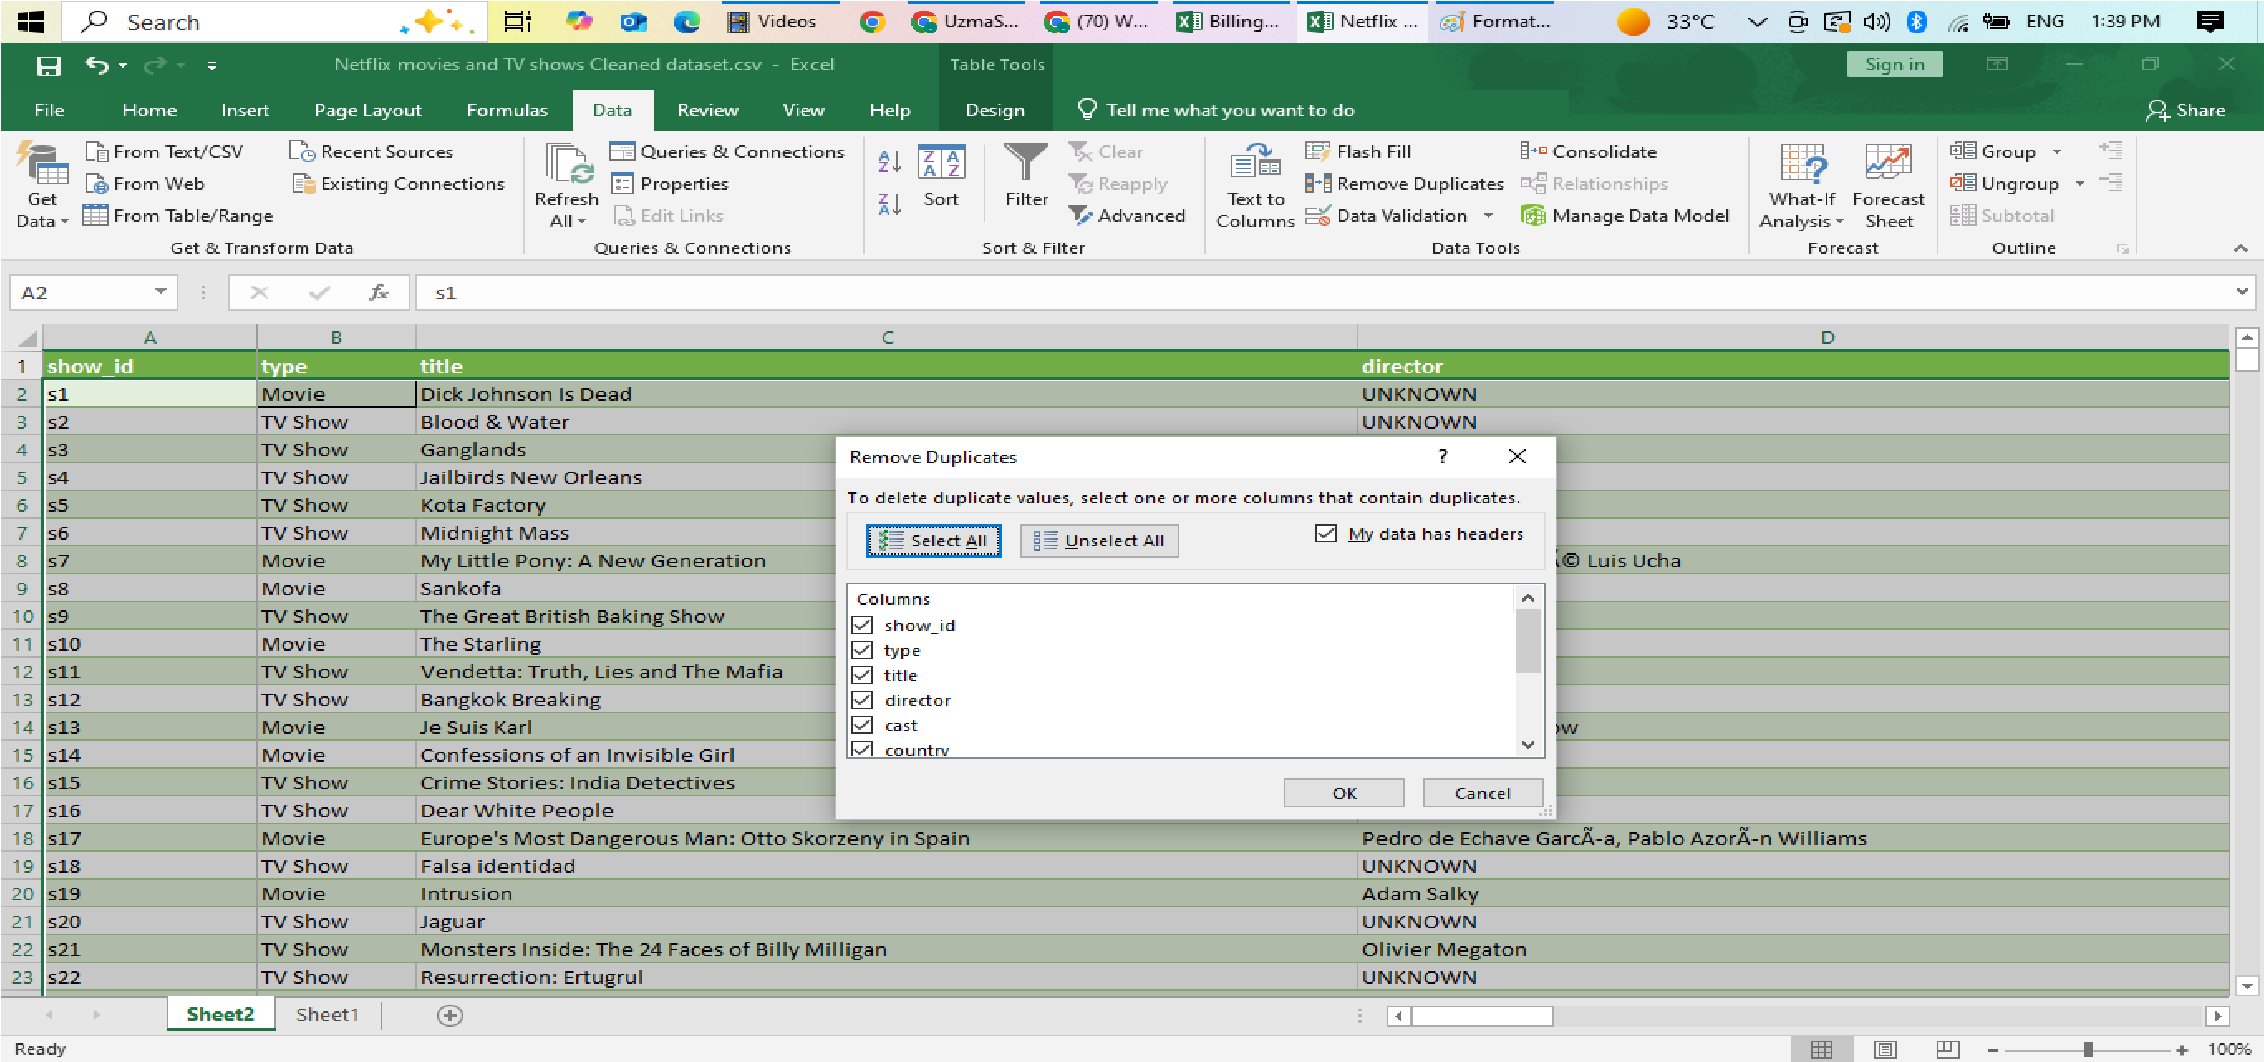 Search Videos UzmaS... (70) W... Billing... Netflix ... Format... 33°C ENG 1:39 PM
Netflix movies and TV shows Cleaned dataset.csv - Excel Table Tools Sign in
File Home Insert Page Layout Formulas Data Review View Help Design Tell me what you want to do Share
Get Data
From Text/CSV
From Web
From Table/Range
Recent Sources
Existing Connections
Get & Transform Data
Refresh All
Queries & Connections
Properties
Edit Links
Queries & Connections
Sort
Filter
Clear
Reapply
Advanced
Sort & Filter
Text to Columns
Flash Fill
Remove Duplicates
Data Validation
Consolidate
Relationships
Manage Data Model
Data Tools
What-If Analysis
Forecast Sheet
Forecast
Group
Ungroup
Subtotal
Outline
A2 fx s1
A B C D
1 show_id type title director
2 s1 Movie Dick Johnson Is Dead UNKNOWN
3 s2 TV Show Blood & Water UNKNOWN
4 s3 TV Show Ganglands
5 s4 TV Show Jailbirds New Orleans
6 s5 TV Show Kota Factory
7 s6 TV Show Midnight Mass
8 s7 Movie My Little Pony: A New Generation Ã© Luis Ucha
9 s8 Movie Sankofa
10 s9 TV Show The Great British Baking Show
11 s10 Movie The Starling
12 s11 TV Show Vendetta: Truth, Lies and The Mafia
13 s12 TV Show Bangkok Breaking
14 s13 Movie Je Suis Karl ow
15 s14 Movie Confessions of an Invisible Girl
16 s15 TV Show Crime Stories: India Detectives
17 s16 TV Show Dear White People
18 s17 Movie Europe's Most Dangerous Man: Otto Skorzeny in Spain Pedro de Echave GarcÃ-a, Pablo AzorÃ-n Williams
19 s18 TV Show Falsa identidad UNKNOWN
20 s19 Movie Intrusion Adam Salky
21 s20 TV Show Jaguar UNKNOWN
22 s21 TV Show Monsters Inside: The 24 Faces of Billy Milligan Olivier Megaton
23 s22 TV Show Resurrection: Ertugrul UNKNOWN
Remove Duplicates ?
To delete duplicate values, select one or more columns that contain duplicates.
Select All Unselect All My data has headers
Columns
show_id
type
title
director
cast
country
OK Cancel
Sheet2 Sheet1
Ready 100%